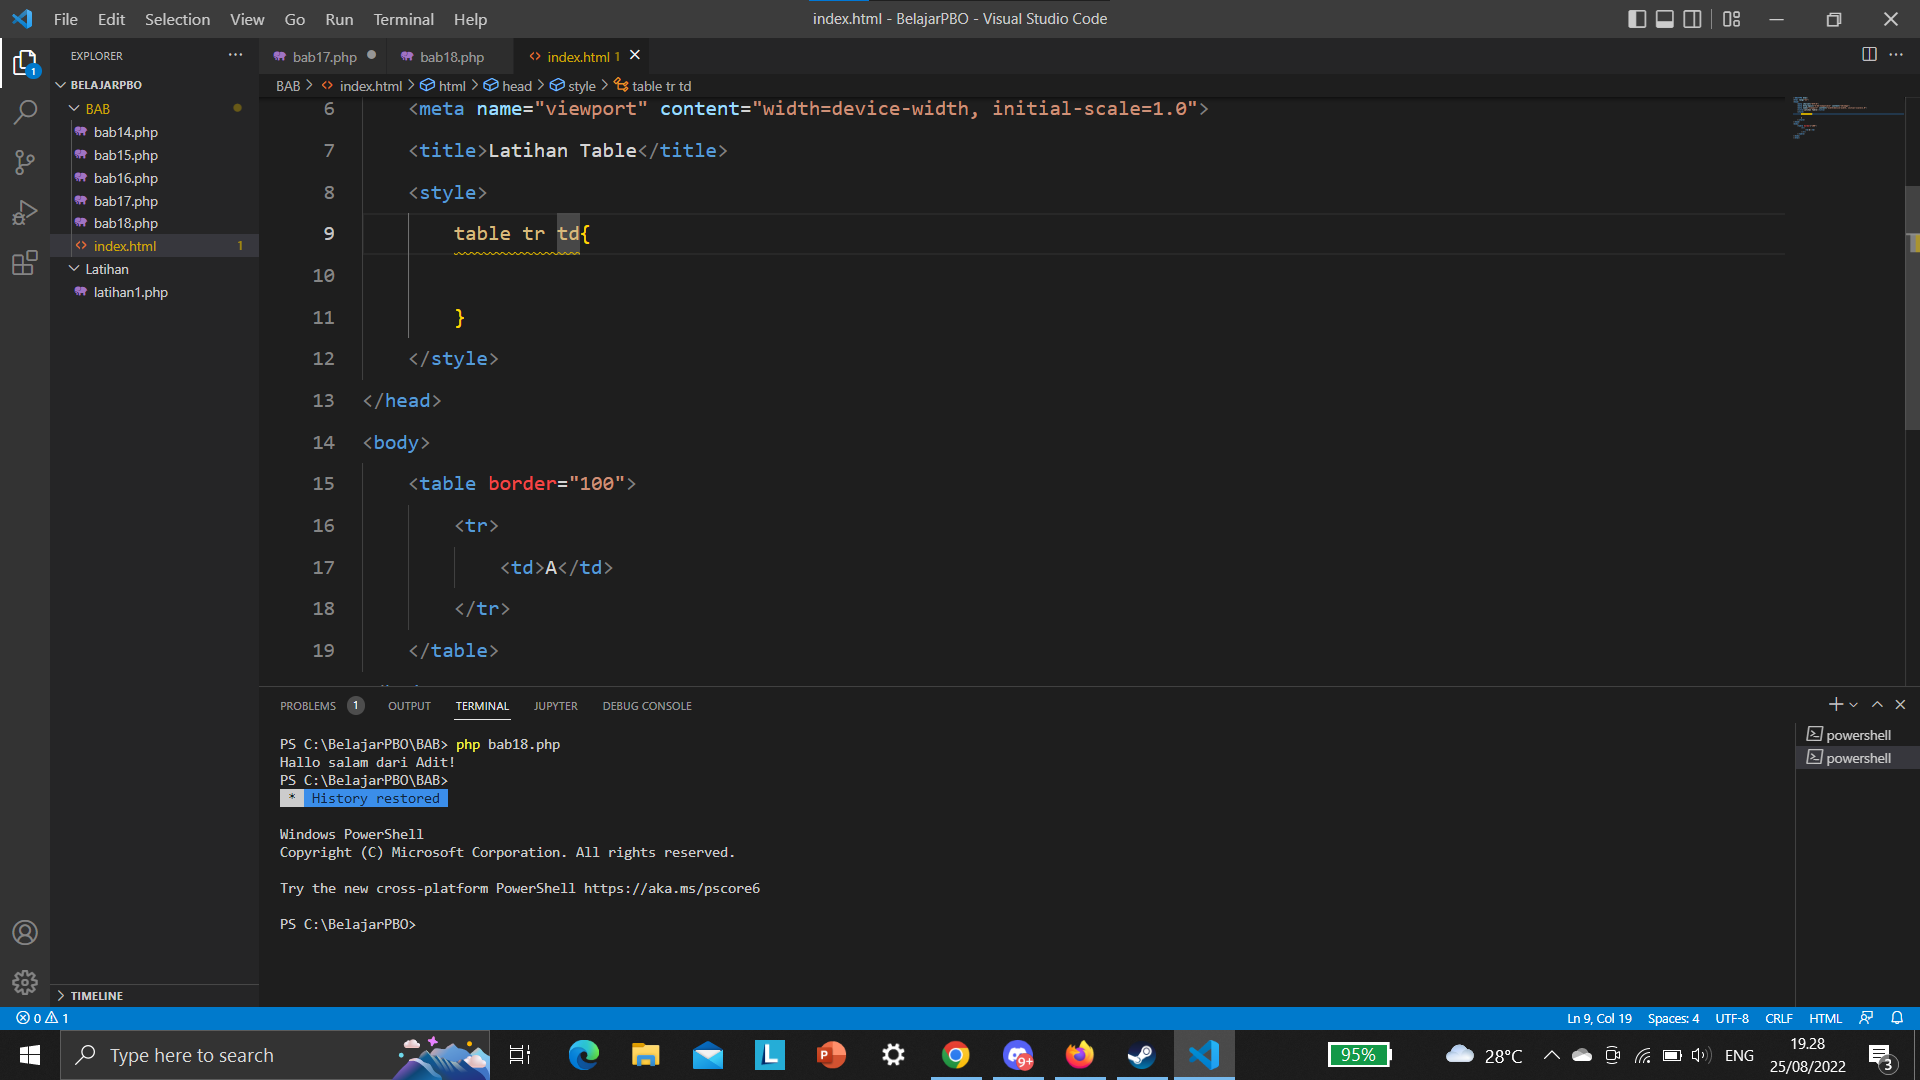 File Edit Selection View Go Run Terminal Help
index.html - BelajarPBO - Visual Studio Code
EXPLORER
BELAJARPBO
BAB
bab14.php
bab15.php
bab16.php
bab17.php
bab18.php
index.html 1
Latihan
latihan1.php
TIMELINE
1
bab17.php
bab18.php
index.html 1
BAB > index.html > html > head > style > table tr td
6 <meta name="viewport" content="width=device-width, initial-scale=1.0">
7 <title>Latihan Table</title>
8 <style>
9 table tr td{
10
11 }
12 </style>
13 </head>
14 <body>
15 <table border="100">
16 <tr>
17 <td>A</td>
18 </tr>
19 </table>
PROBLEMS 1 OUTPUT TERMINAL JUPYTER DEBUG CONSOLE
PS C:\BelajarPBO\BAB> php bab18.php
Hallo salam dari Adit!
PS C:\BelajarPBO\BAB>
* History restored
Windows PowerShell
Copyright (C) Microsoft Corporation. All rights reserved.
Try the new cross-platform PowerShell https://aka.ms/pscore6
PS C:\BelajarPBO>
powershell
powershell
0 1
Ln 9, Col 19 Spaces: 4 UTF-8 CRLF HTML
Type here to search
L
P
9+
95%
28°C
ENG
19.28
25/08/2022
3